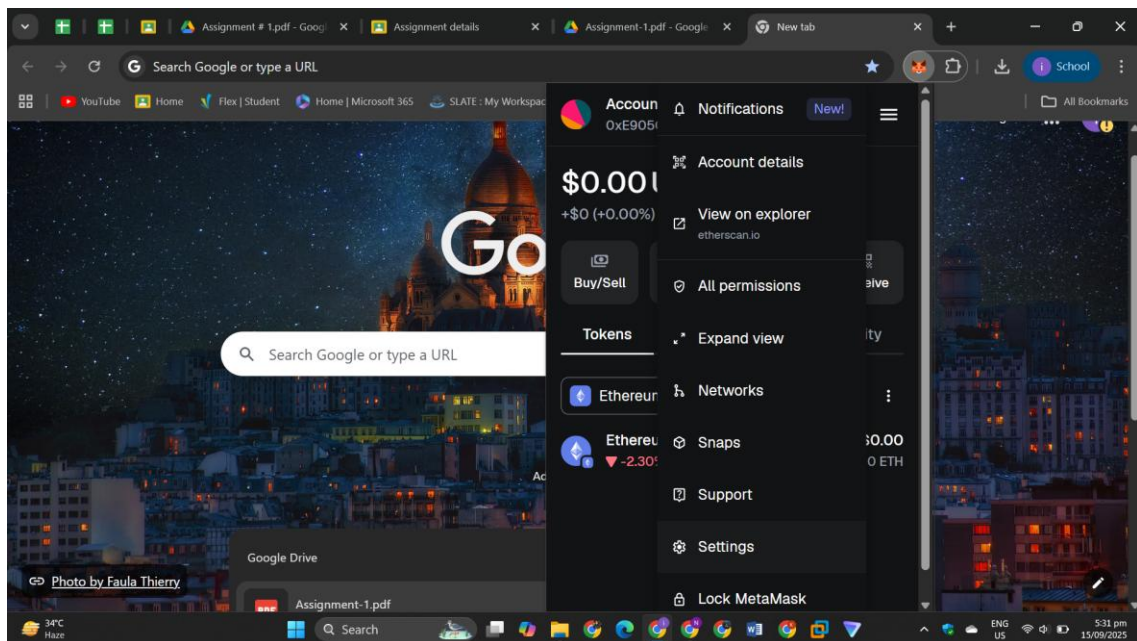 Assignment # 1.pdf - Goog
Assignment details
Assignment-1.pdf - Google
New tab
Search Google or type a URL
School
YouTube
Home
Flex | Student
Home | Microsoft 365
SLATE : My Workspac
All Bookmarks
Accoun
0xE905
Notifications
New!
Account details
$0.00 U
+$0 (+0.00%)
View on explorer
etherscan.io
Go
Buy/Sell
eive
All permissions
Tokens
ity
Expand view
Search Google or type a URL
Ethereur
Networks
Ethereu
$0.00
-2.30%
0 ETH
Snaps
Support
Settings
Google Drive
Photo by Faula Thierry
PDF
Assignment-1.pdf
Lock MetaMask
34°C
Haze
Search
ENG
US
5:31 pm
15/09/2025